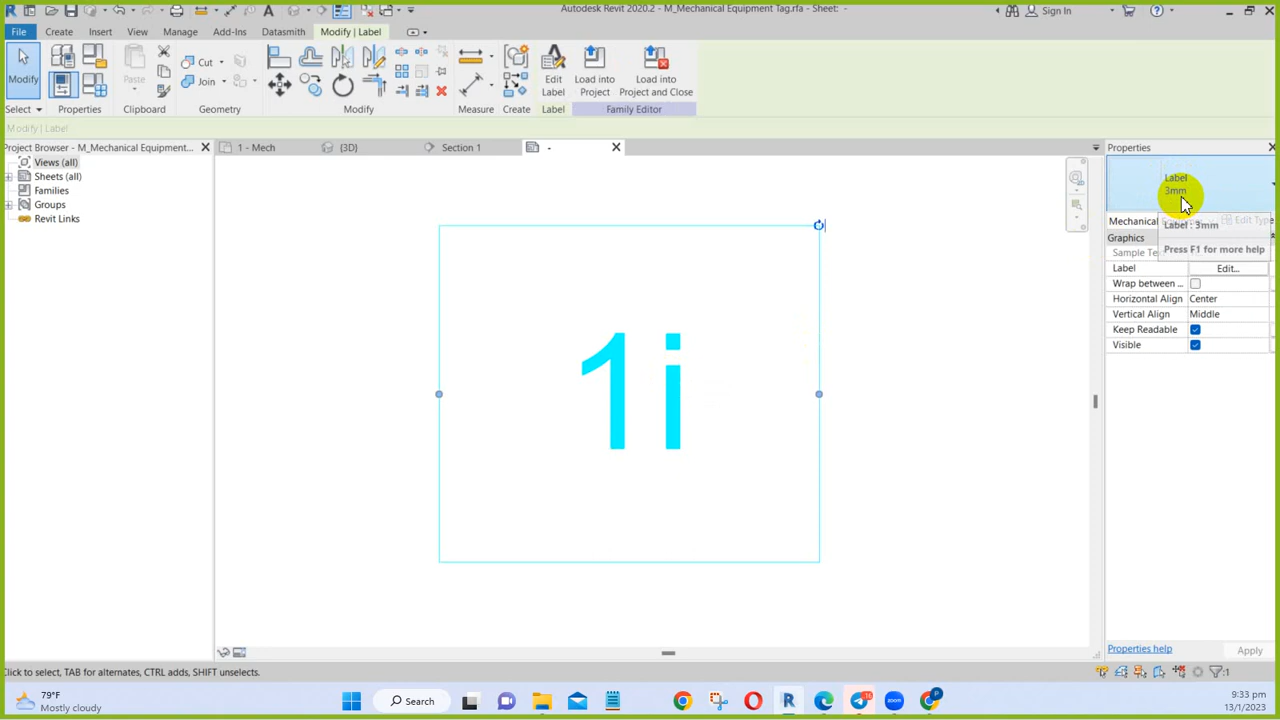 Autodesk Revit 2020.2 - M_Mechanical Equipment Tag.rfa - Sheet: -
Sign In
File Create Insert View Manage Add-Ins Datasmith Modify | Label
Modify
Paste
Cut
Join
Edit
Label
Load into
Project
Load into
Project and Close
Select Properties Clipboard Geometry Modify Measure Create Label Family Editor
Modify | Label
Project Browser - M_Mechanical Equipment...
1 - Mech
{3D}
Section 1
-
Properties
Views (all)
Sheets (all)
Families
Groups
Revit Links
Label
3mm
Edit Type
Label : 3mm
Graphics
Press F1 for more help
Label Edit...
Wrap between ...
Horizontal Align Center
Vertical Align Middle
Keep Readable
Visible
1i
Properties help
Apply
Click to select, TAB for alternates, CTRL adds, SHIFT unselects.
:1
79°F
Mostly cloudy
Search
9:33 pm
13/1/2023